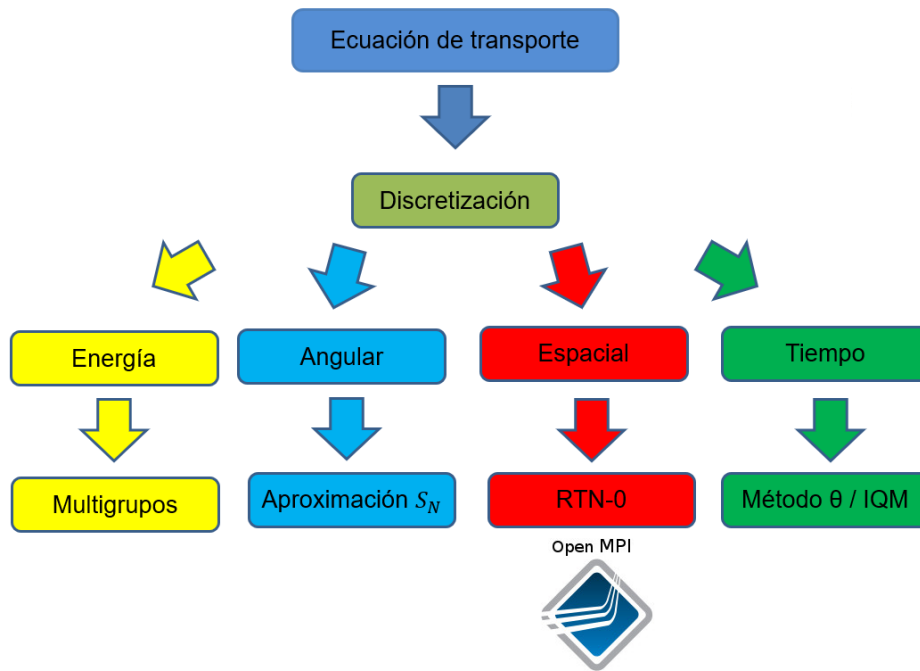 Ecuación de transporte
Discretización
Energía
Angular
Espacial
Tiempo
Multigrupos
Aproximación S_N
RTN-0
Método θ / IQM
Open MPI